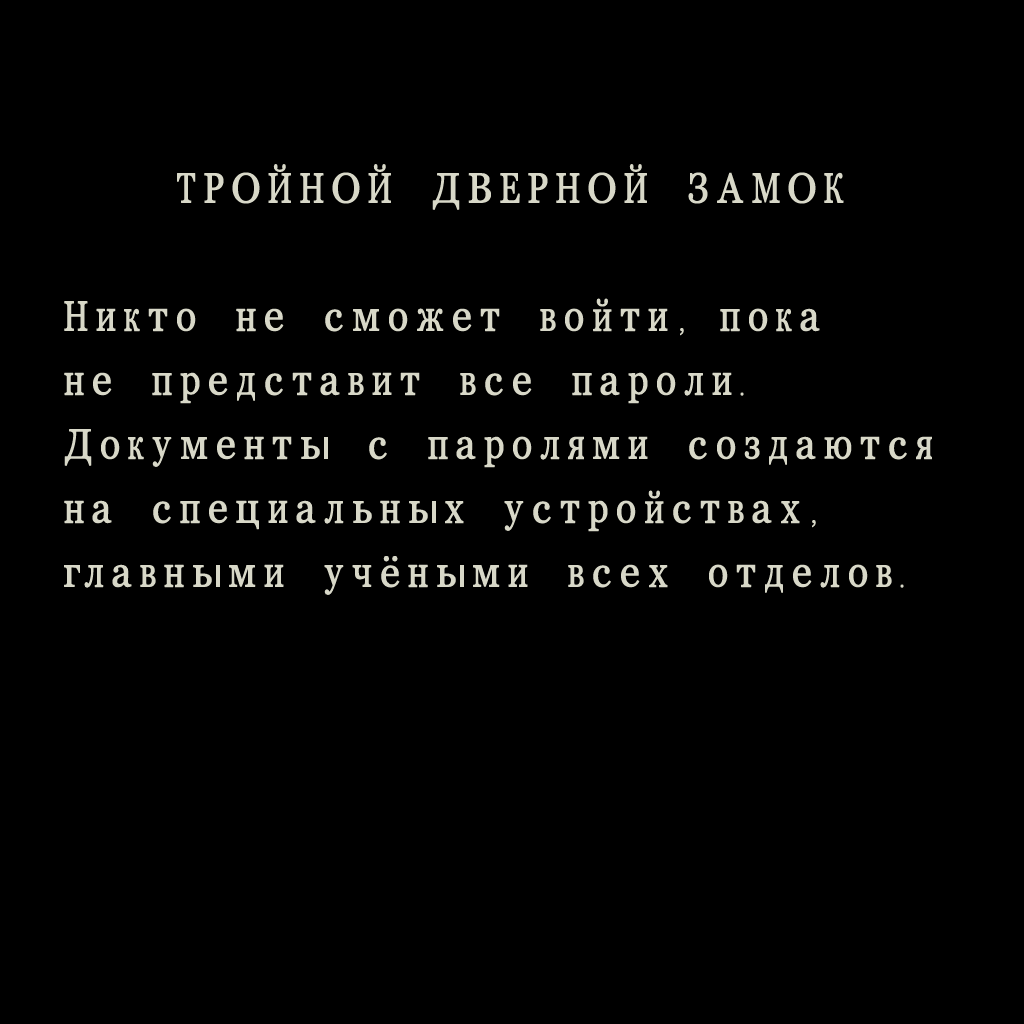 ТРОЙНОЙ ДВЕРНОЙ ЗАМОК
Никто не сможет войти, пока
не представит все пароли.
Документы с паролями создаются
на специальных устройствах,
главными учёными всех отделов.